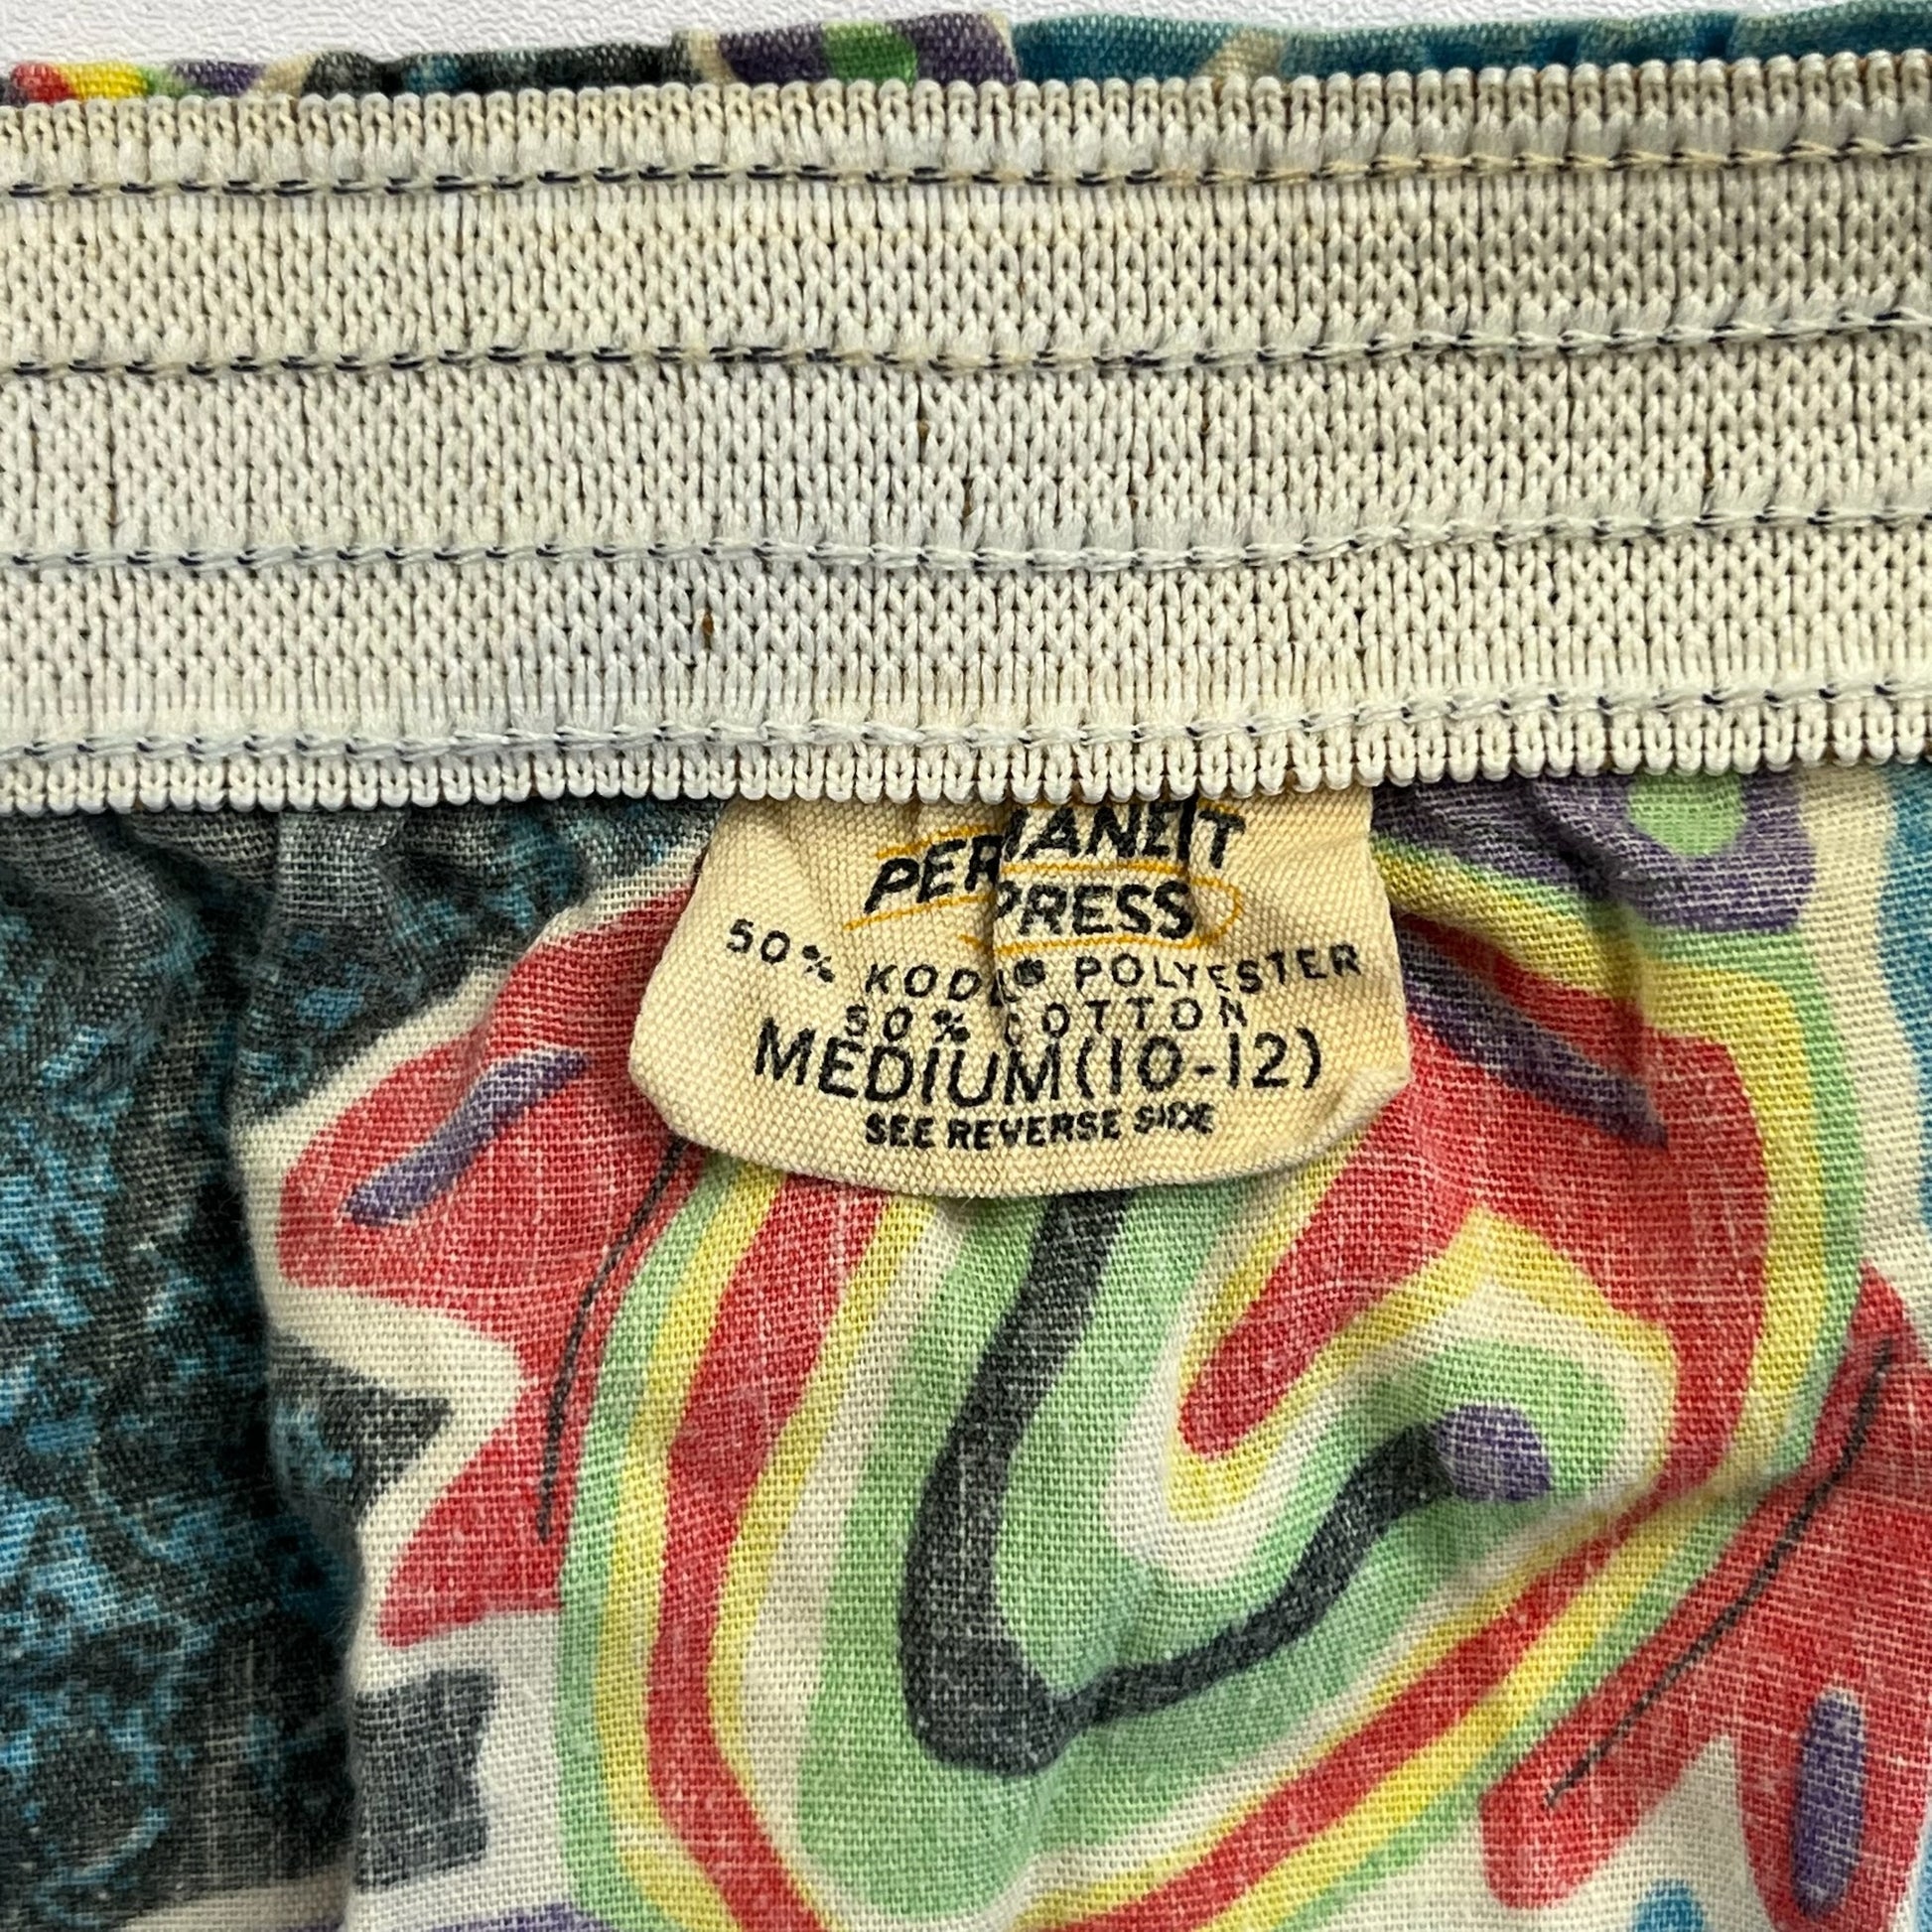 PERMANENT
PRESS
50% KODEL® POLYESTER
50% COTTON
MEDIUM (10-12)
SEE REVERSE SIDE